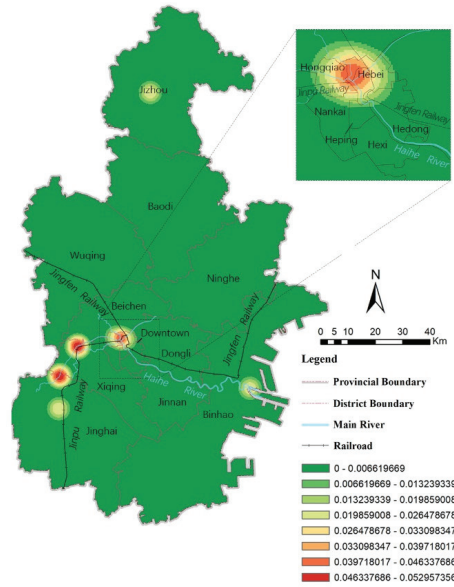 Jizhou
Baodi
Wuqing
Ninghe
Jingfen Railway
Beichen
Downtown
Dongli
Jingfen Railway
Xiqing
Haihe River
Jinnan
Binhao
Jinpu Railway
Jinghai
Hongqiao
Hebei
Jinpu Railway
Jingfen Railway
Nankai
Hedong
Heping
Hexi
Haihe River
N
0 5 10 20 30 40
Km
Legend
Provincial Boundary
District Boundary
Main River
Railroad
0 - 0.006619669
0.006619669 - 0.013239339
0.013239339 - 0.019859008
0.019859008 - 0.026478678
0.026478678 - 0.033098347
0.033098347 - 0.039718017
0.039718017 - 0.046337686
0.046337686 - 0.052957356